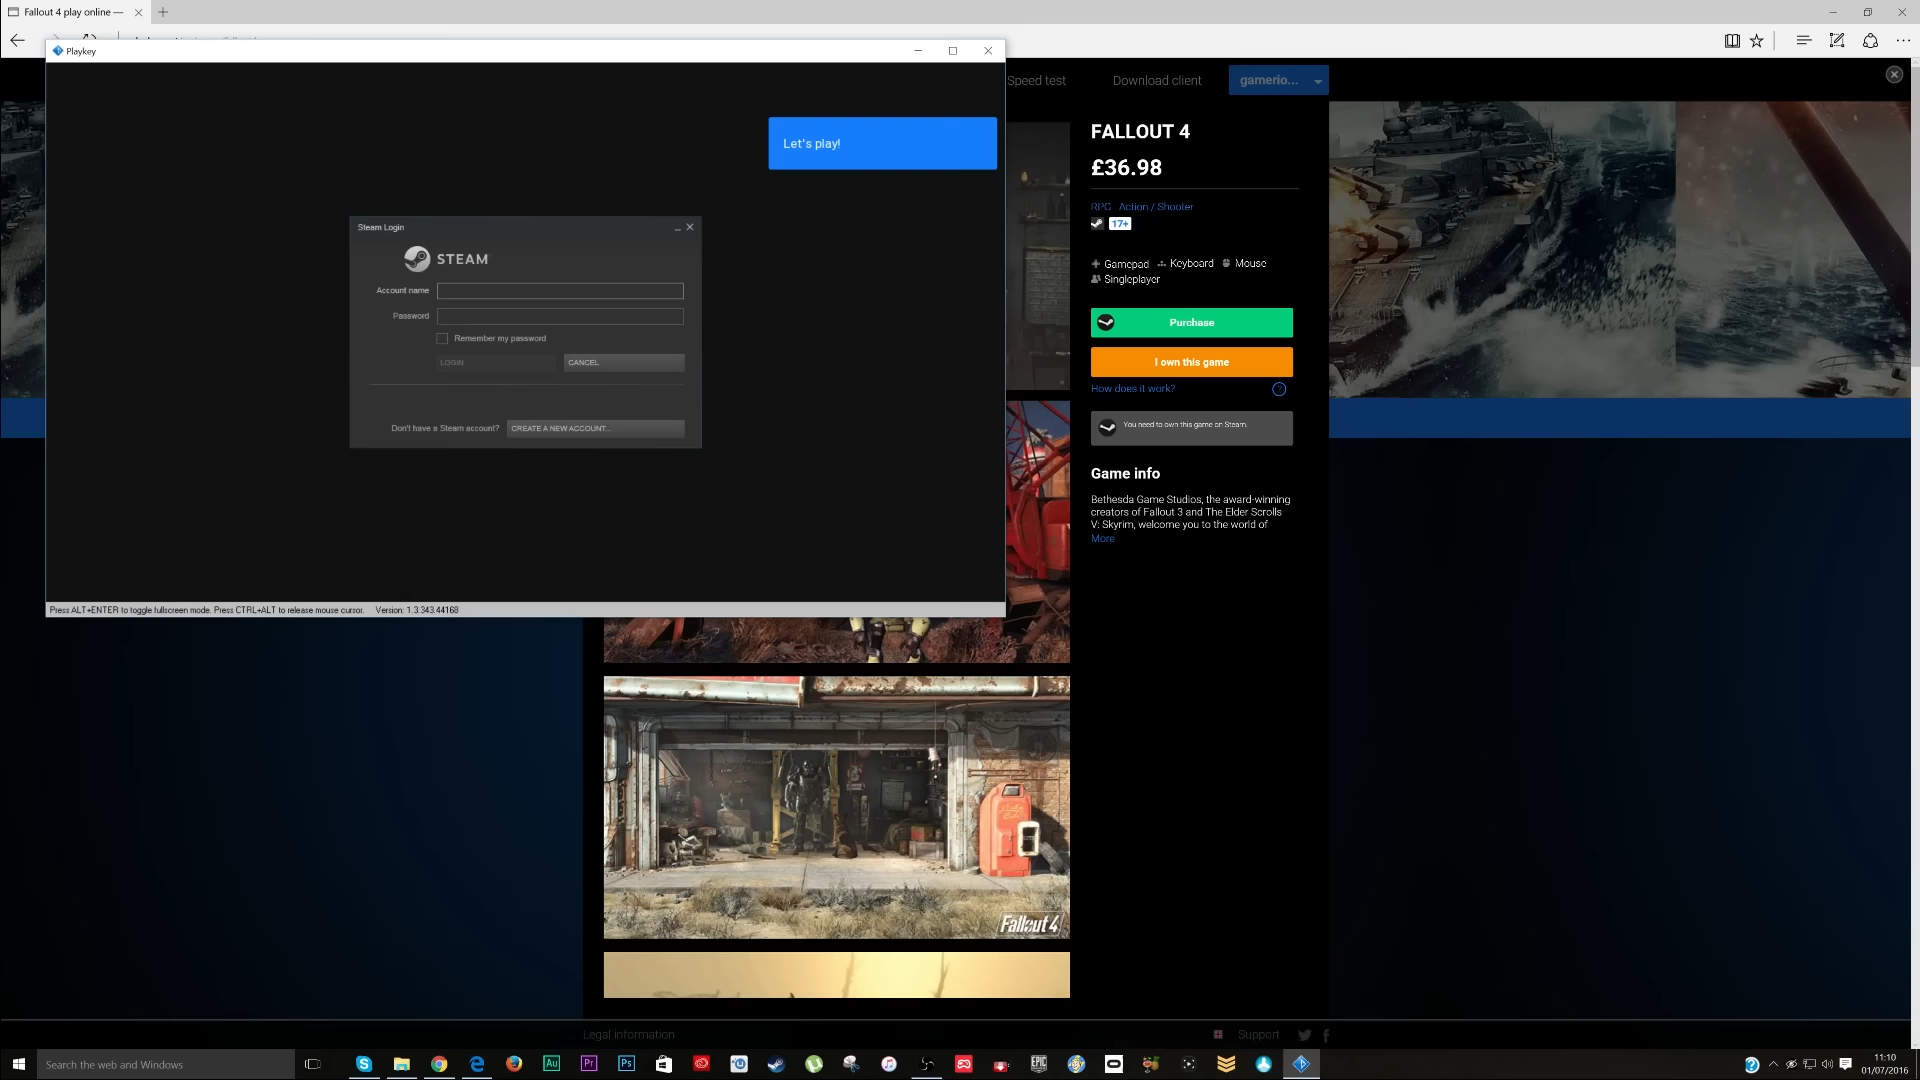 Fallout 4 play online —
Playkey
Speed test
Download client
gamerio...
Let's play!
Steam Login
STEAM
Account name
Password
Remember my password
LOGIN
CANCEL
Don't have a Steam account?
CREATE A NEW ACCOUNT...
Press ALT+ENTER to toggle fullscreen mode. Press CTRL+ALT to release mouse cursor. Version: 1.3.343.44168
FALLOUT 4
£36.98
RPG Action / Shooter
17+
Gamepad Keyboard Mouse
Singleplayer
Purchase
I own this game
How does it work?
You need to own this game on Steam.
Game info
Bethesda Game Studios, the award-winning
creators of Fallout 3 and The Elder Scrolls
V: Skyrim, welcome you to the world of
More
Fallout 4
Legal information
Support
Search the web and Windows
Au
Pr
Ps
EPIC
11:10
01/07/2016